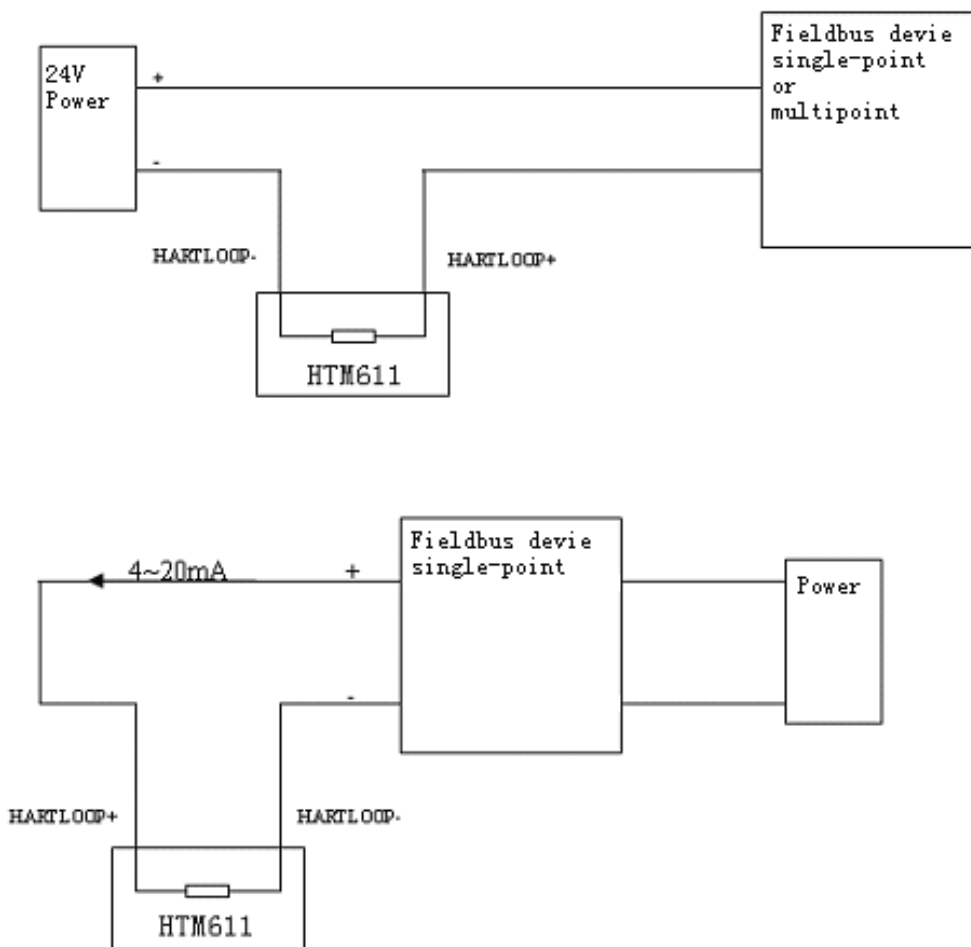 24V
Power
+
-
Fieldbus devie
single-point
or
multipoint
HARTLOOP-
HARTLOOP+
HTM611
4~20mA
+
-
Fieldbus devie
single-point
Power
HARTLOOP+
HARTLOOP-
HTM611